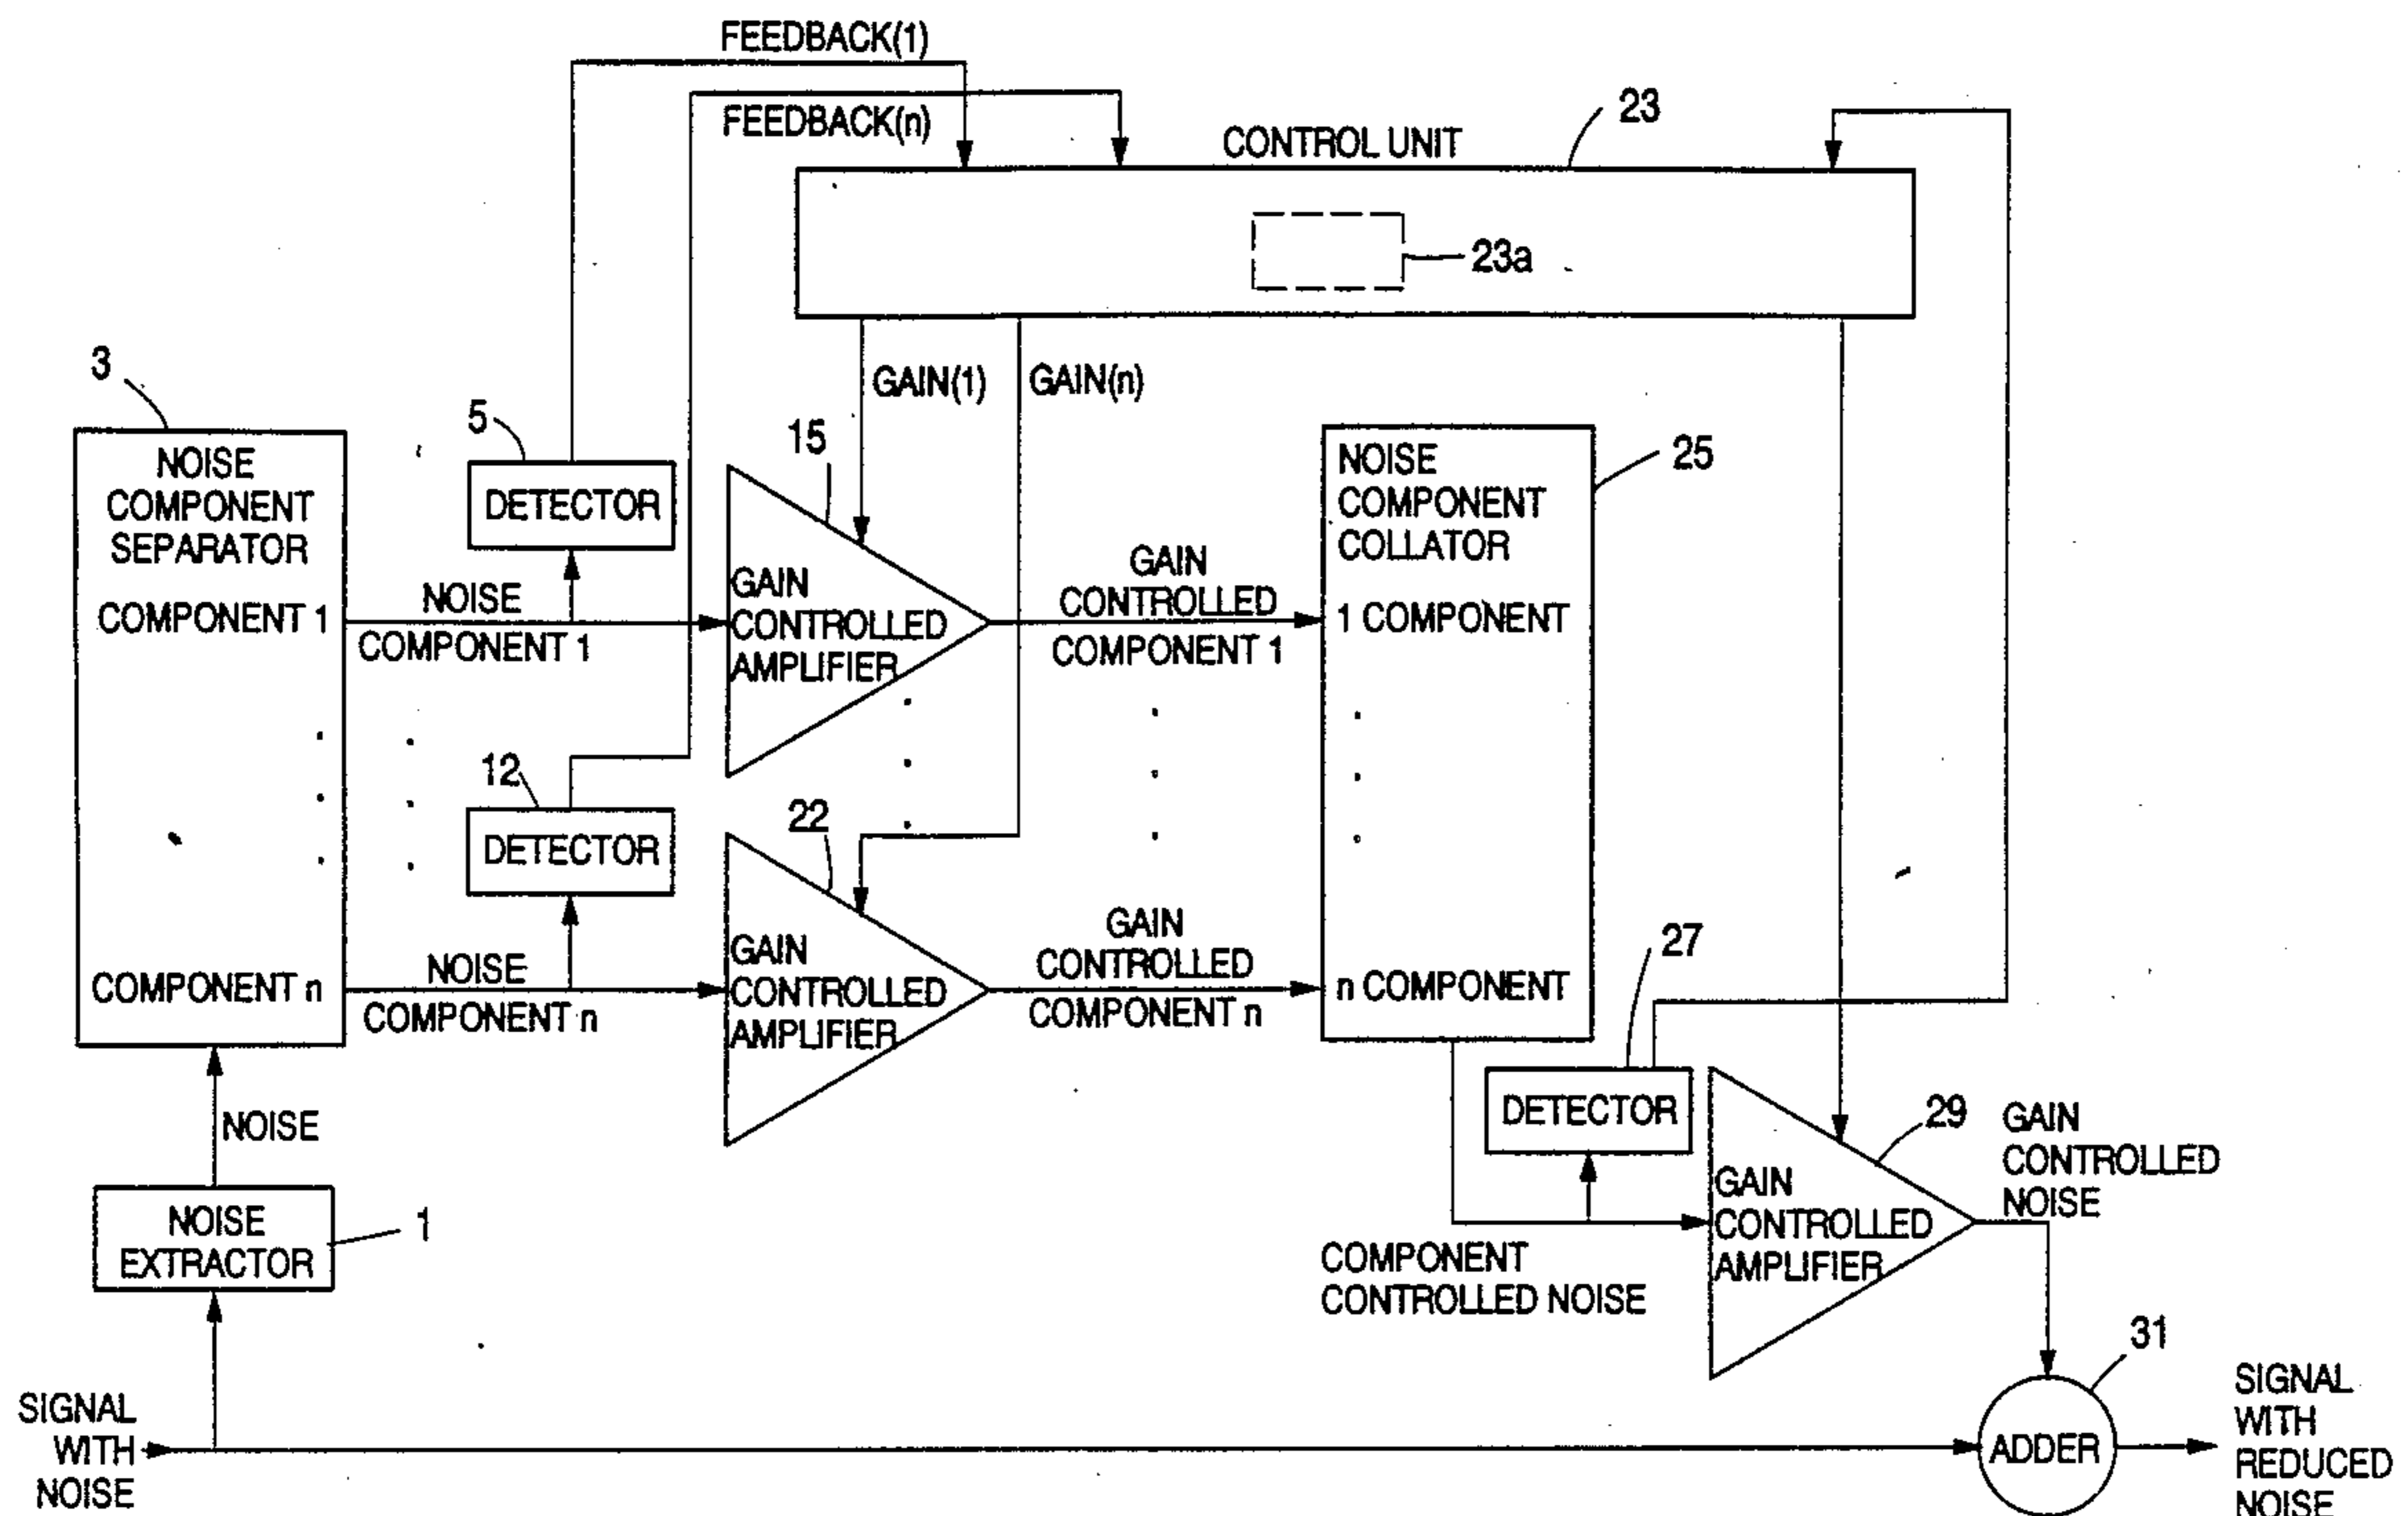 FEEDBACK(1)
FEEDBACK(n)
CONTROL UNIT
23
23a
3
5
15
GAIN(1)
GAIN(n)
25
NOISE
COMPONENT
SEPARATOR
COMPONENT 1
COMPONENT n
DETECTOR
NOISE
COMPONENT 1
GAIN
CONTROLLED
AMPLIFIER
GAIN
CONTROLLED
COMPONENT 1
NOISE
COMPONENT
COLLATOR
1 COMPONENT
n COMPONENT
12
DETECTOR
22
NOISE
COMPONENT n
GAIN
CONTROLLED
AMPLIFIER
GAIN
CONTROLLED
COMPONENT n
27
DETECTOR
29
GAIN
CONTROLLED
NOISE
GAIN
CONTROLLED
AMPLIFIER
COMPONENT
CONTROLLED NOISE
NOISE
NOISE
EXTRACTOR
1
31
SIGNAL
WITH
NOISE
ADDER
SIGNAL
WITH
REDUCED
NOISE